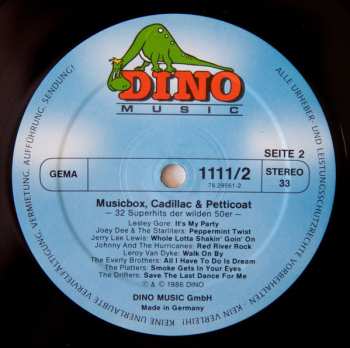 DINO
MUSIC
GEMA
1111/2
76.29561-2
SEITE 2
STEREO
33
Musicbox, Cadillac & Petticoat
– 32 Superhits der wilden 50er –
Lesley Gore: It's My Party
Joey Dee & The Starliters: Peppermint Twist
Jerry Lee Lewis: Whole Lotta Shakin' Goin' On
Johnny And The Hurricanes: Red River Rock
Leroy Van Dyke: Walk On By
The Everly Brothers: All I Have To Do Is Dream
The Platters: Smoke Gets In Your Eyes
The Drifters: Save The Last Dance For Me
℗ & © 1986 DINO
DINO MUSIC GmbH
Made in Germany
ALLE URHEBER- UND LEISTUNGSSCHUTZRECHTE VORBEHALTEN. KEIN VERLEIH! KEINE UNERLAUBTE VERVIELFÄLTIGUNG, VERMIETUNG, AUFFÜHRUNG, SENDUNG!